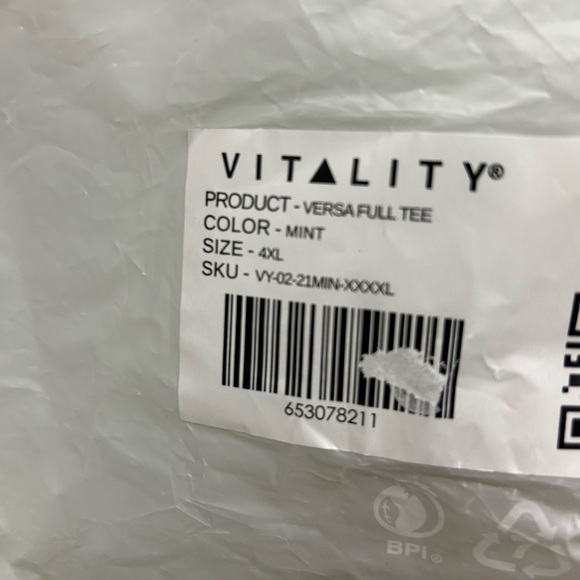 VITALITY®
PRODUCT - VERSA FULL TEE
COLOR - MINT
SIZE - 4XL
SKU - VY-02-21MIN-XXXXL
653078211
BPI®